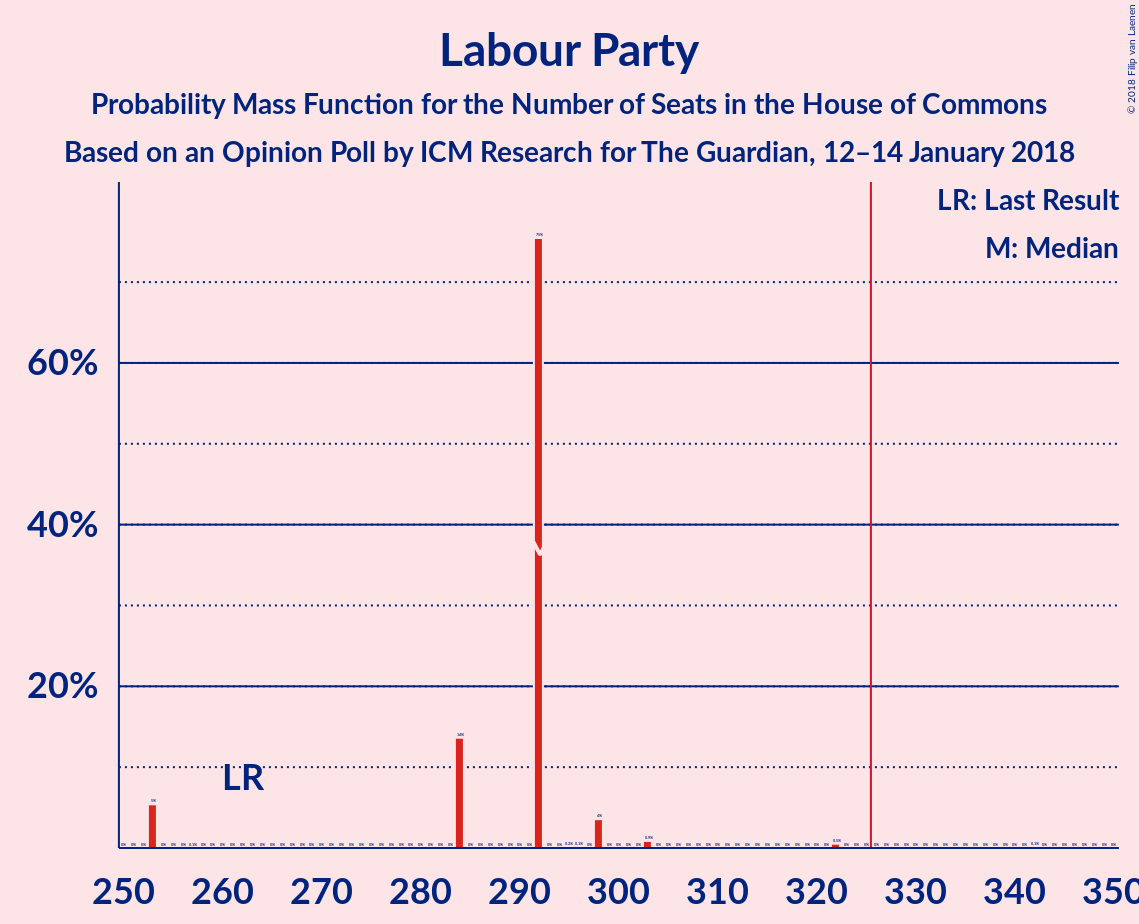 Labour Party
Probability Mass Function for the Number of Seats in the House of Commons
Based on an Opinion Poll by ICM Research for The Guardian, 12–14 January 2018
© 2018 Filip van Laenen
LR: Last Result
M: Median
60%
40%
20%
LR
250 260 270 280 290 300 310 320 330 340 350